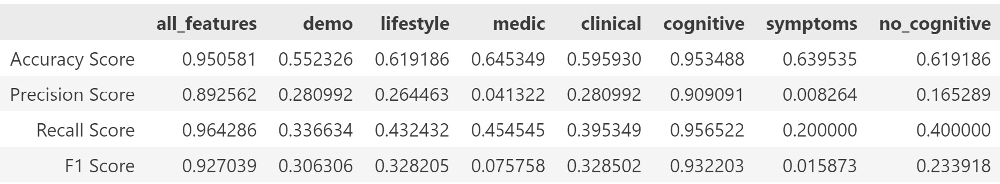 all_features demo lifestyle medic clinical cognitive symptoms no_cognitive
Accuracy Score 0.950581 0.552326 0.619186 0.645349 0.595930 0.953488 0.639535 0.619186
Precision Score 0.892562 0.280992 0.264463 0.041322 0.280992 0.909091 0.008264 0.165289
Recall Score 0.964286 0.336634 0.432432 0.454545 0.395349 0.956522 0.200000 0.400000
F1 Score 0.927039 0.306306 0.328205 0.075758 0.328502 0.932203 0.015873 0.233918